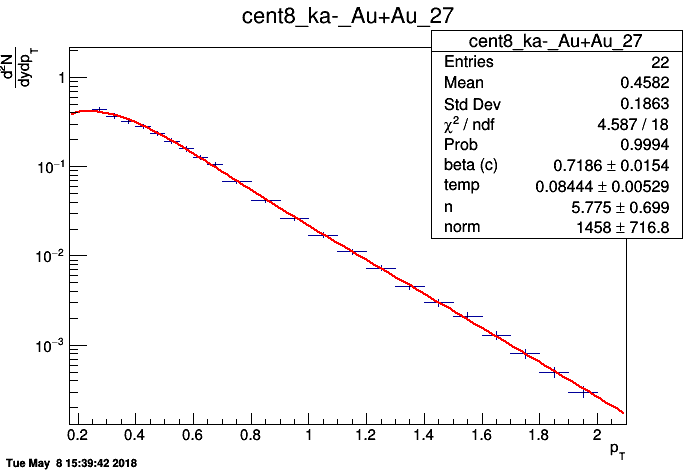 cent8_ka-_Au+Au_27
d²N
dydp_T
cent8_ka-_Au+Au_27
Entries 22
Mean 0.4582
Std Dev 0.1863
χ² / ndf 4.587 / 18
Prob 0.9994
beta (c) 0.7186 ± 0.0154
temp 0.08444 ± 0.00529
n 5.775 ± 0.699
norm 1458 ± 716.8
1
10⁻¹
10⁻²
10⁻³
0.2 0.4 0.6 0.8 1 1.2 1.4 1.6 1.8 2
p_T
Tue May 8 15:39:42 2018